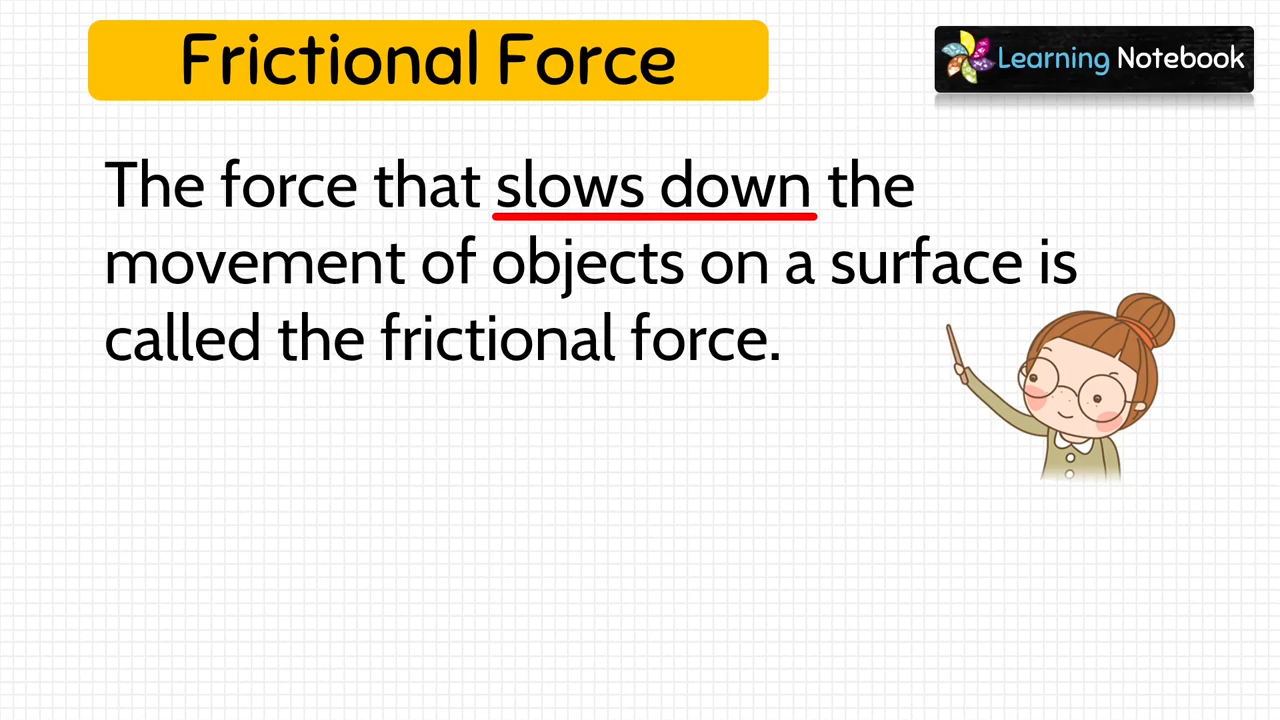 Frictional Force
Learning Notebook
The force that slows down the
movement of objects on a surface is
called the frictional force.